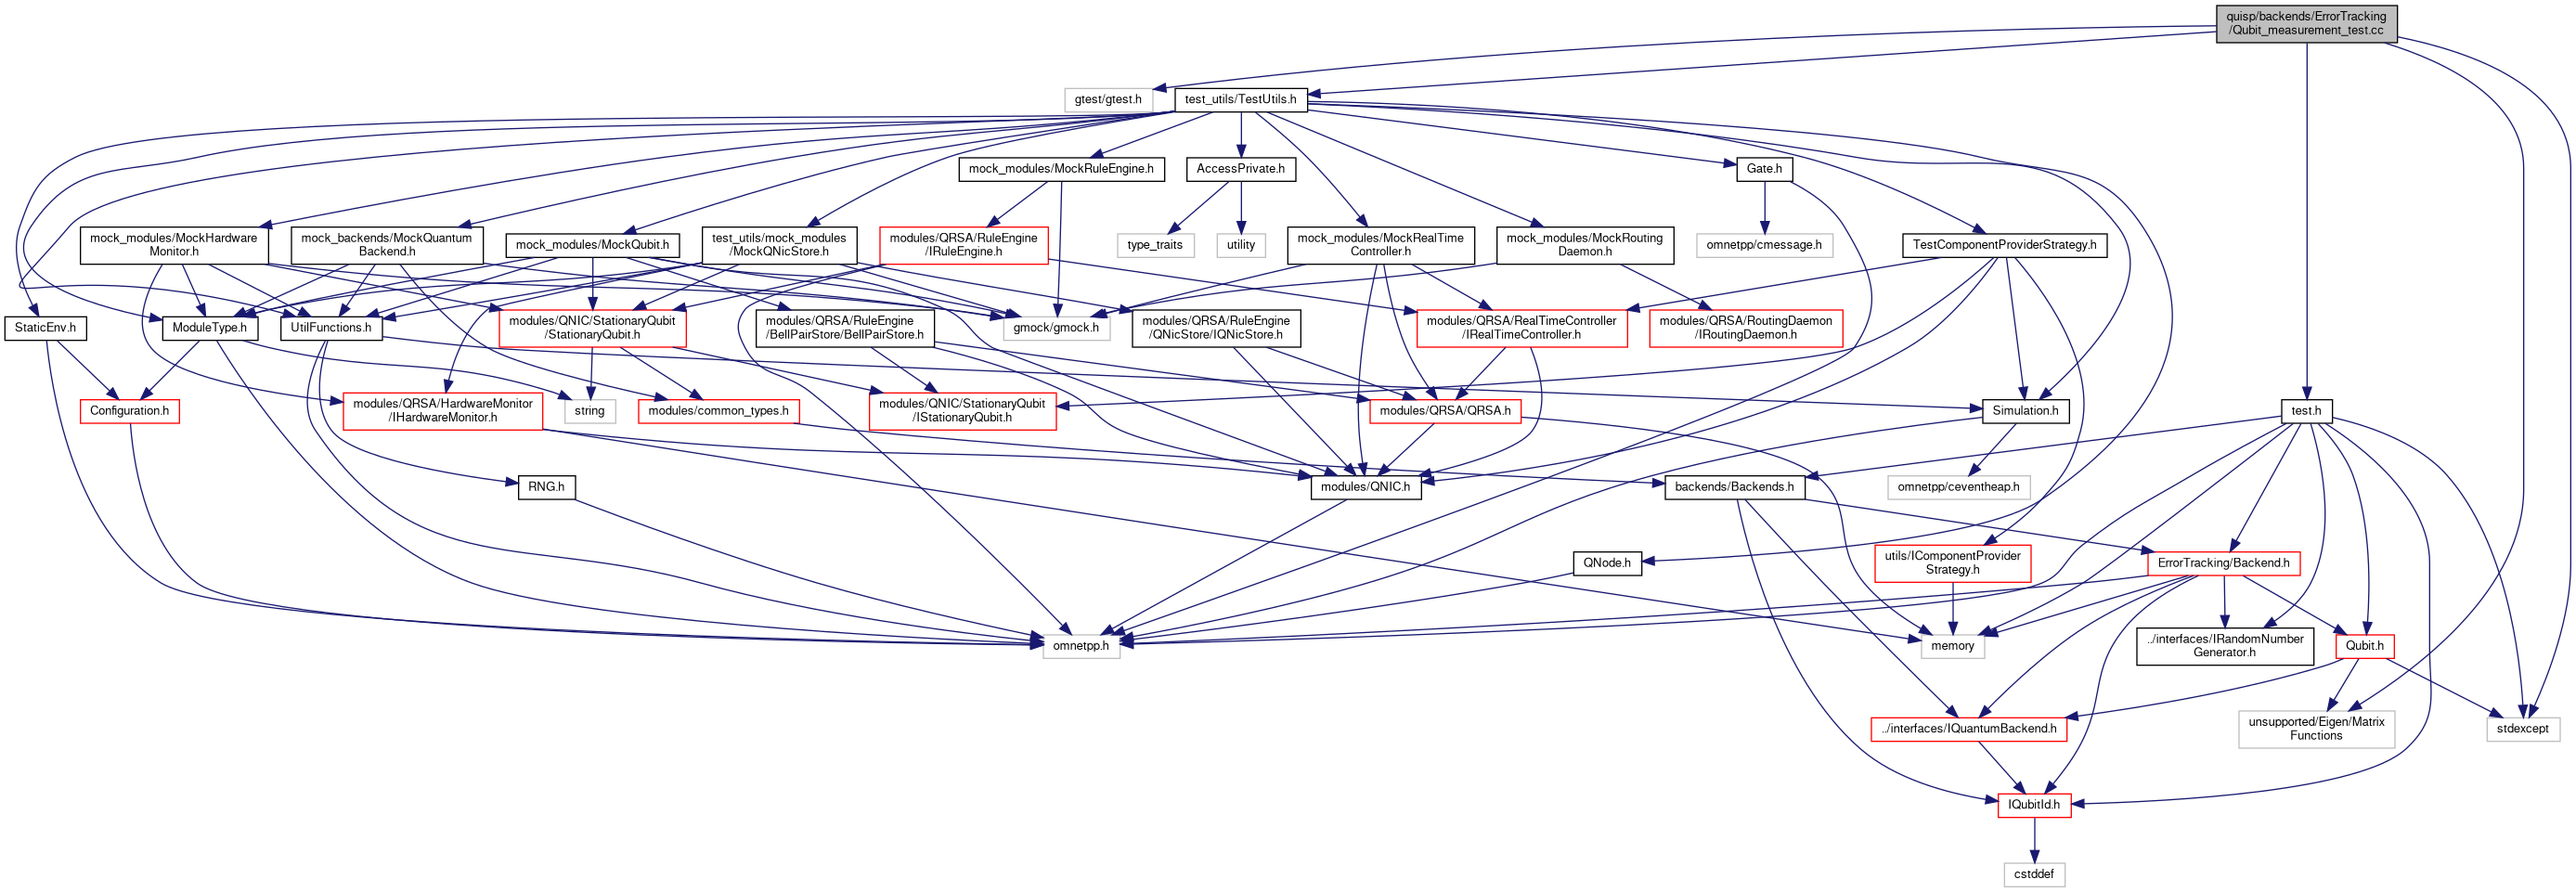 quisp/backends/ErrorTracking
/Qubit_measurement_test.cc
gtest/gtest.h
test_utils/TestUtils.h
mock_modules/MockRuleEngine.h
AccessPrivate.h
Gate.h
mock_modules/MockHardware
Monitor.h
mock_backends/MockQuantum
Backend.h
mock_modules/MockQubit.h
test_utils/mock_modules
/MockQNicStore.h
modules/QRSA/RuleEngine
/IRuleEngine.h
type_traits
utility
mock_modules/MockRealTime
Controller.h
mock_modules/MockRouting
Daemon.h
omnetpp/cmessage.h
TestComponentProviderStrategy.h
StaticEnv.h
ModuleType.h
UtilFunctions.h
modules/QNIC/StationaryQubit
/StationaryQubit.h
modules/QRSA/RuleEngine
/BellPairStore/BellPairStore.h
gmock/gmock.h
modules/QRSA/RuleEngine
/QNicStore/IQNicStore.h
modules/QRSA/RealTimeController
/IRealTimeController.h
modules/QRSA/RoutingDaemon
/IRoutingDaemon.h
Configuration.h
modules/QRSA/HardwareMonitor
/IHardwareMonitor.h
string
modules/common_types.h
modules/QNIC/StationaryQubit
/IStationaryQubit.h
modules/QRSA/QRSA.h
Simulation.h
test.h
RNG.h
modules/QNIC.h
backends/Backends.h
omnetpp/ceventheap.h
QNode.h
utils/IComponentProvider
Strategy.h
ErrorTracking/Backend.h
omnetpp.h
memory
../interfaces/IRandomNumber
Generator.h
Qubit.h
../interfaces/IQuantumBackend.h
unsupported/Eigen/Matrix
Functions
stdexcept
IQubitId.h
cstddef